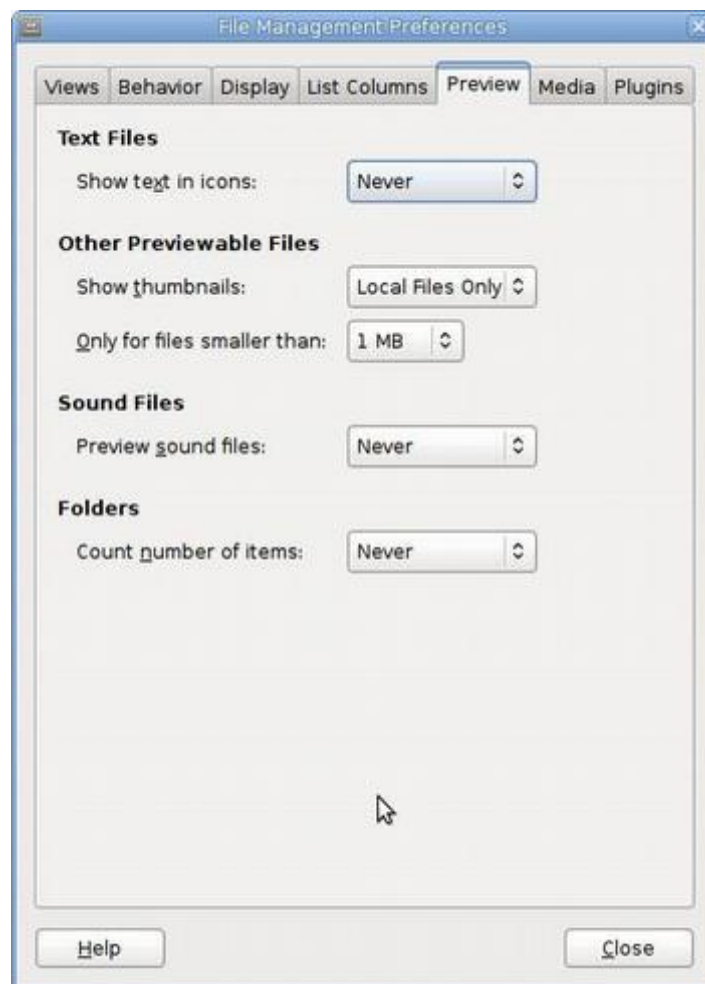 File Management Preferences
Views Behavior Display List Columns Preview Media Plugins
Text Files
Show text in icons: Never
Other Previewable Files
Show thumbnails: Local Files Only
Only for files smaller than: 1 MB
Sound Files
Preview sound files: Never
Folders
Count number of items: Never
Help Close